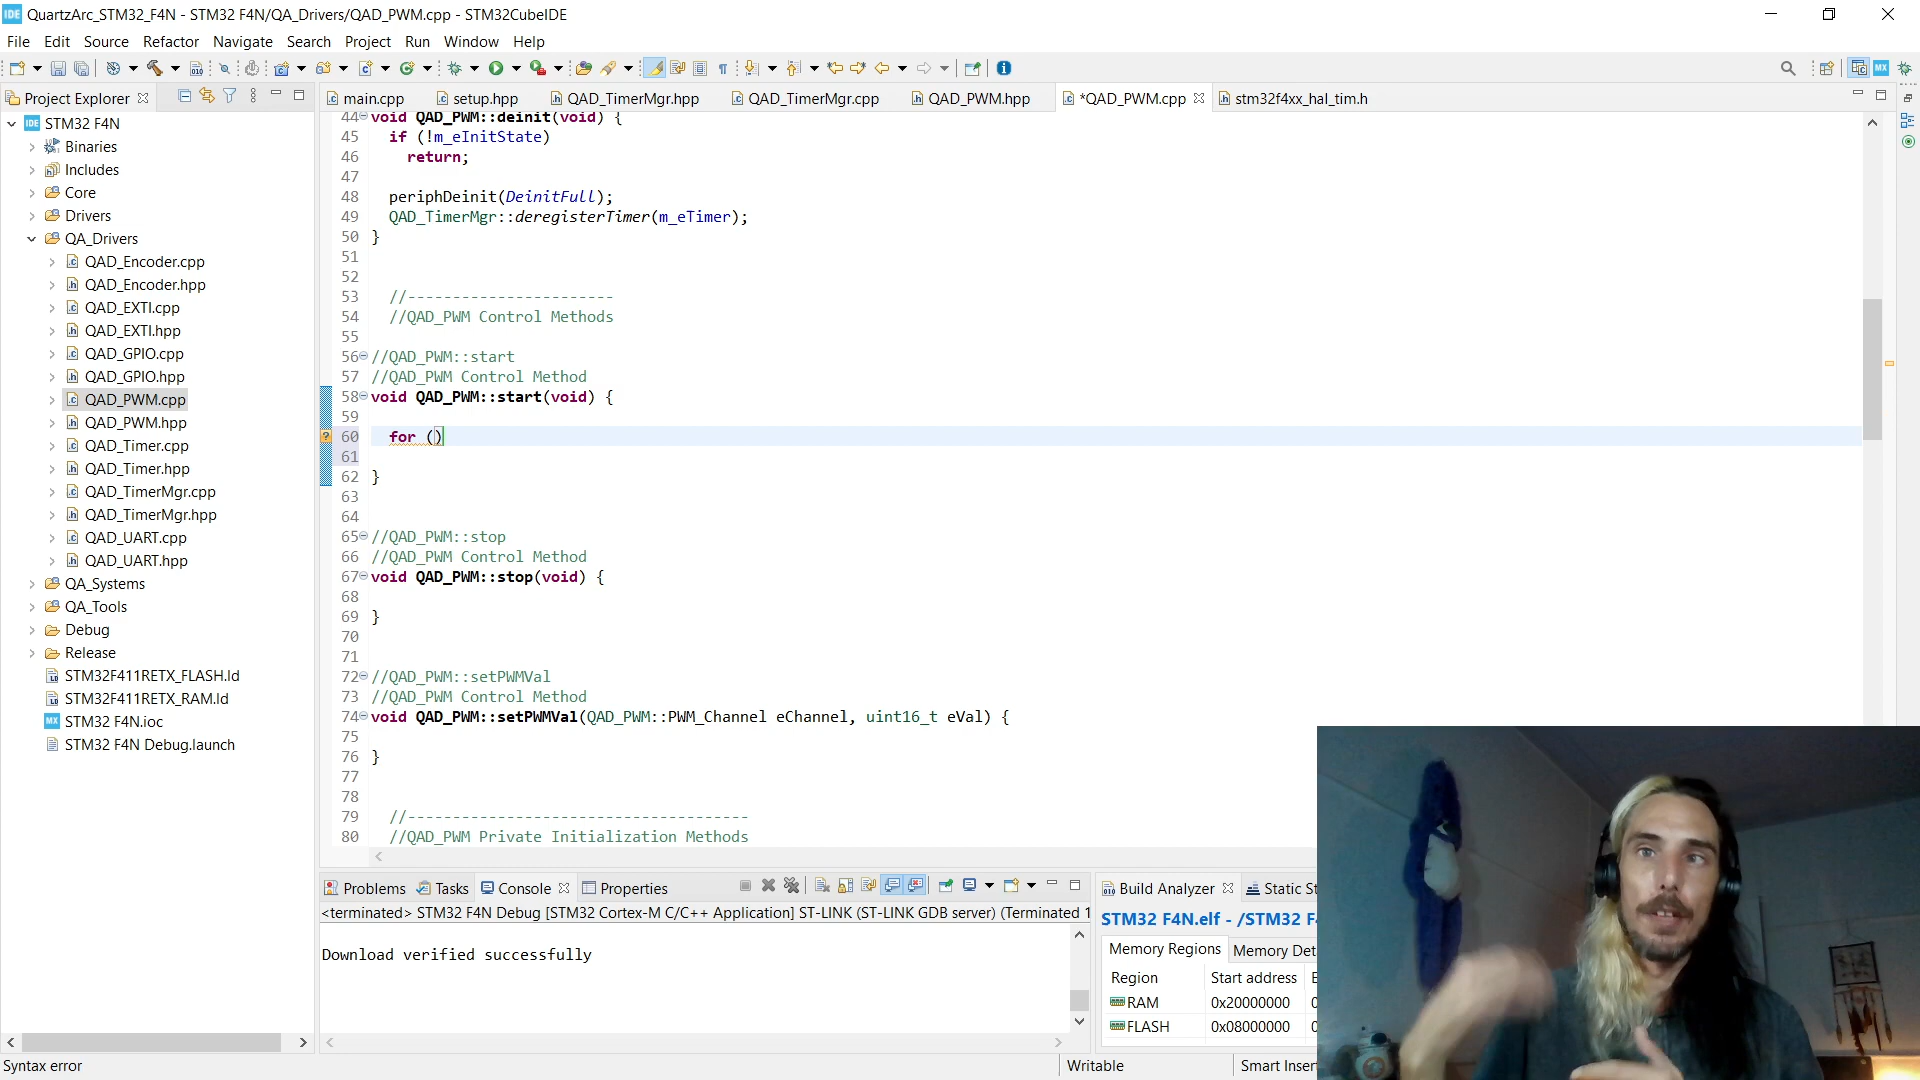 IDE QuartzArc_STM32_F4N - STM32 F4N/QA_Drivers/QAD_PWM.cpp - STM32CubeIDE
File Edit Source Refactor Navigate Search Project Run Window Help
Project Explorer
main.cpp setup.hpp QAD_TimerMgr.hpp QAD_TimerMgr.cpp QAD_PWM.hpp *QAD_PWM.cpp stm32f4xx_hal_tim.h
IDE STM32 F4N
Binaries
Includes
Core
Drivers
QA_Drivers
QAD_Encoder.cpp
QAD_Encoder.hpp
QAD_EXTI.cpp
QAD_EXTI.hpp
QAD_GPIO.cpp
QAD_GPIO.hpp
QAD_PWM.cpp
QAD_PWM.hpp
QAD_Timer.cpp
QAD_Timer.hpp
QAD_TimerMgr.cpp
QAD_TimerMgr.hpp
QAD_UART.cpp
QAD_UART.hpp
QA_Systems
QA_Tools
Debug
Release
STM32F411RETX_FLASH.ld
STM32F411RETX_RAM.ld
MX STM32 F4N.ioc
STM32 F4N Debug.launch
44 void QAD_PWM::deinit(void) {
45 if (!m_eInitState)
46 return;
47
48 periphDeinit(DeinitFull);
49 QAD_TimerMgr::deregisterTimer(m_eTimer);
50 }
51
52
53 //-----------------------
54 //QAD_PWM Control Methods
55
56 //QAD_PWM::start
57 //QAD_PWM Control Method
58 void QAD_PWM::start(void) {
59
60 for ()
61
62 }
63
64
65 //QAD_PWM::stop
66 //QAD_PWM Control Method
67 void QAD_PWM::stop(void) {
68
69 }
70
71
72 //QAD_PWM::setPWMVal
73 //QAD_PWM Control Method
74 void QAD_PWM::setPWMVal(QAD_PWM::PWM_Channel eChannel, uint16_t eVal) {
75
76 }
77
78
79 //--------------------------------------
80 //QAD_PWM Private Initialization Methods
Problems Tasks Console Properties
<terminated> STM32 F4N Debug [STM32 Cortex-M C/C++ Application] ST-LINK (ST-LINK GDB server) (Terminated 1
Download verified successfully
Build Analyzer Static St
STM32 F4N.elf - /STM32 F
Memory Regions Memory Det
Region Start address
RAM 0x20000000
FLASH 0x08000000
Syntax error Writable Smart Inser